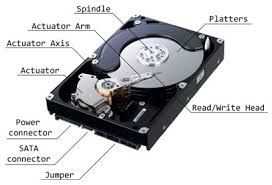 Spindle
Actuator Arm
Platters
Actuator Axis
Actuator
Read/Write Head
Power
connector
SATA
connector
Jumper